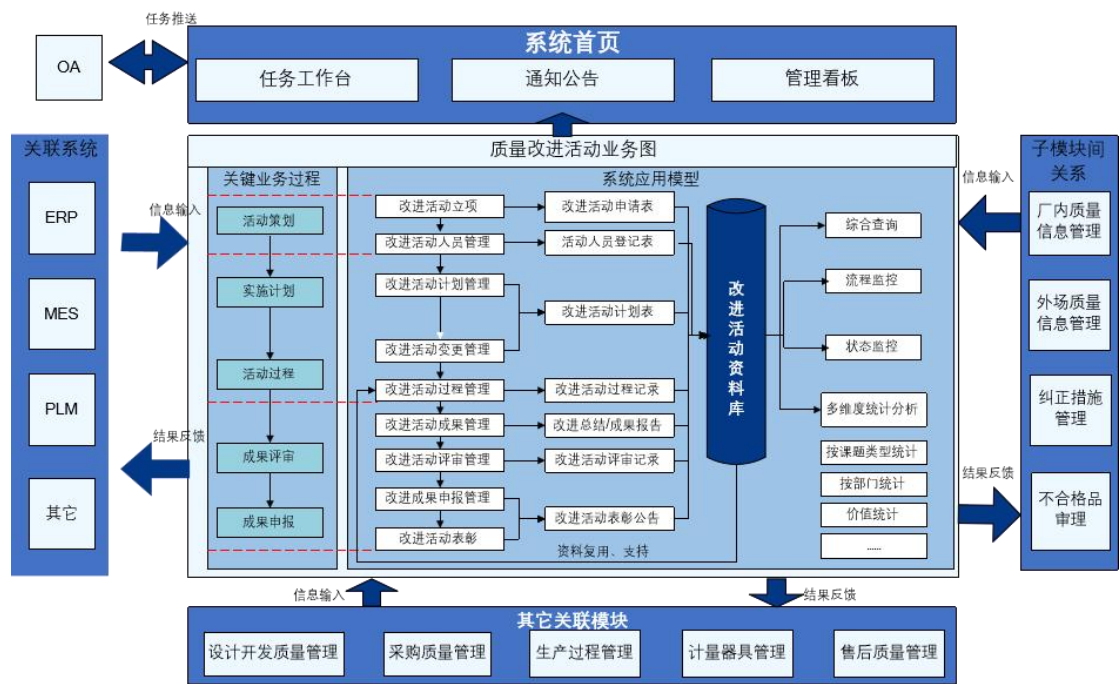 任务推送
OA
系统首页
任务工作台
通知公告
管理看板
关联系统
ERP
MES
PLM
其它
信息输入
结果反馈
质量改进活动业务图
关键业务过程
活动策划
实施计划
活动过程
成果评审
成果申报
系统应用模型
改进活动立项
改进活动人员管理
改进活动计划管理
改进活动变更管理
改进活动过程管理
改进活动成果管理
改进活动评审管理
改进成果申报管理
改进活动表彰
改进活动申请表
活动人员登记表
改进活动计划表
改进活动过程记录
改进总结/成果报告
改进活动评审记录
改进活动表彰公告
资料复用、支持
改进活动资料库
综合查询
流程监控
状态监控
多维度统计分析
按课题类型统计
按部门统计
价值统计
......
信息输入
结果反馈
子模块间
关系
厂内质量
信息管理
外场质量
信息管理
纠正措施
管理
不合格品
审理
信息输入
结果反馈
其它关联模块
设计开发质量管理
采购质量管理
生产过程管理
计量器具管理
售后质量管理